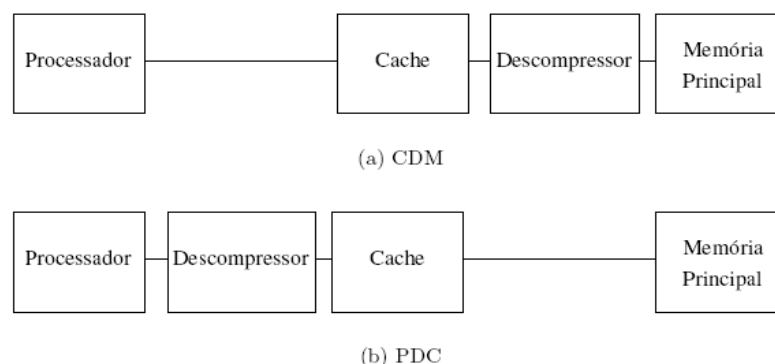 Processador Cache Descompressor Memória
Principal
(a) CDM
Processador Descompressor Cache Memória
Principal
(b) PDC